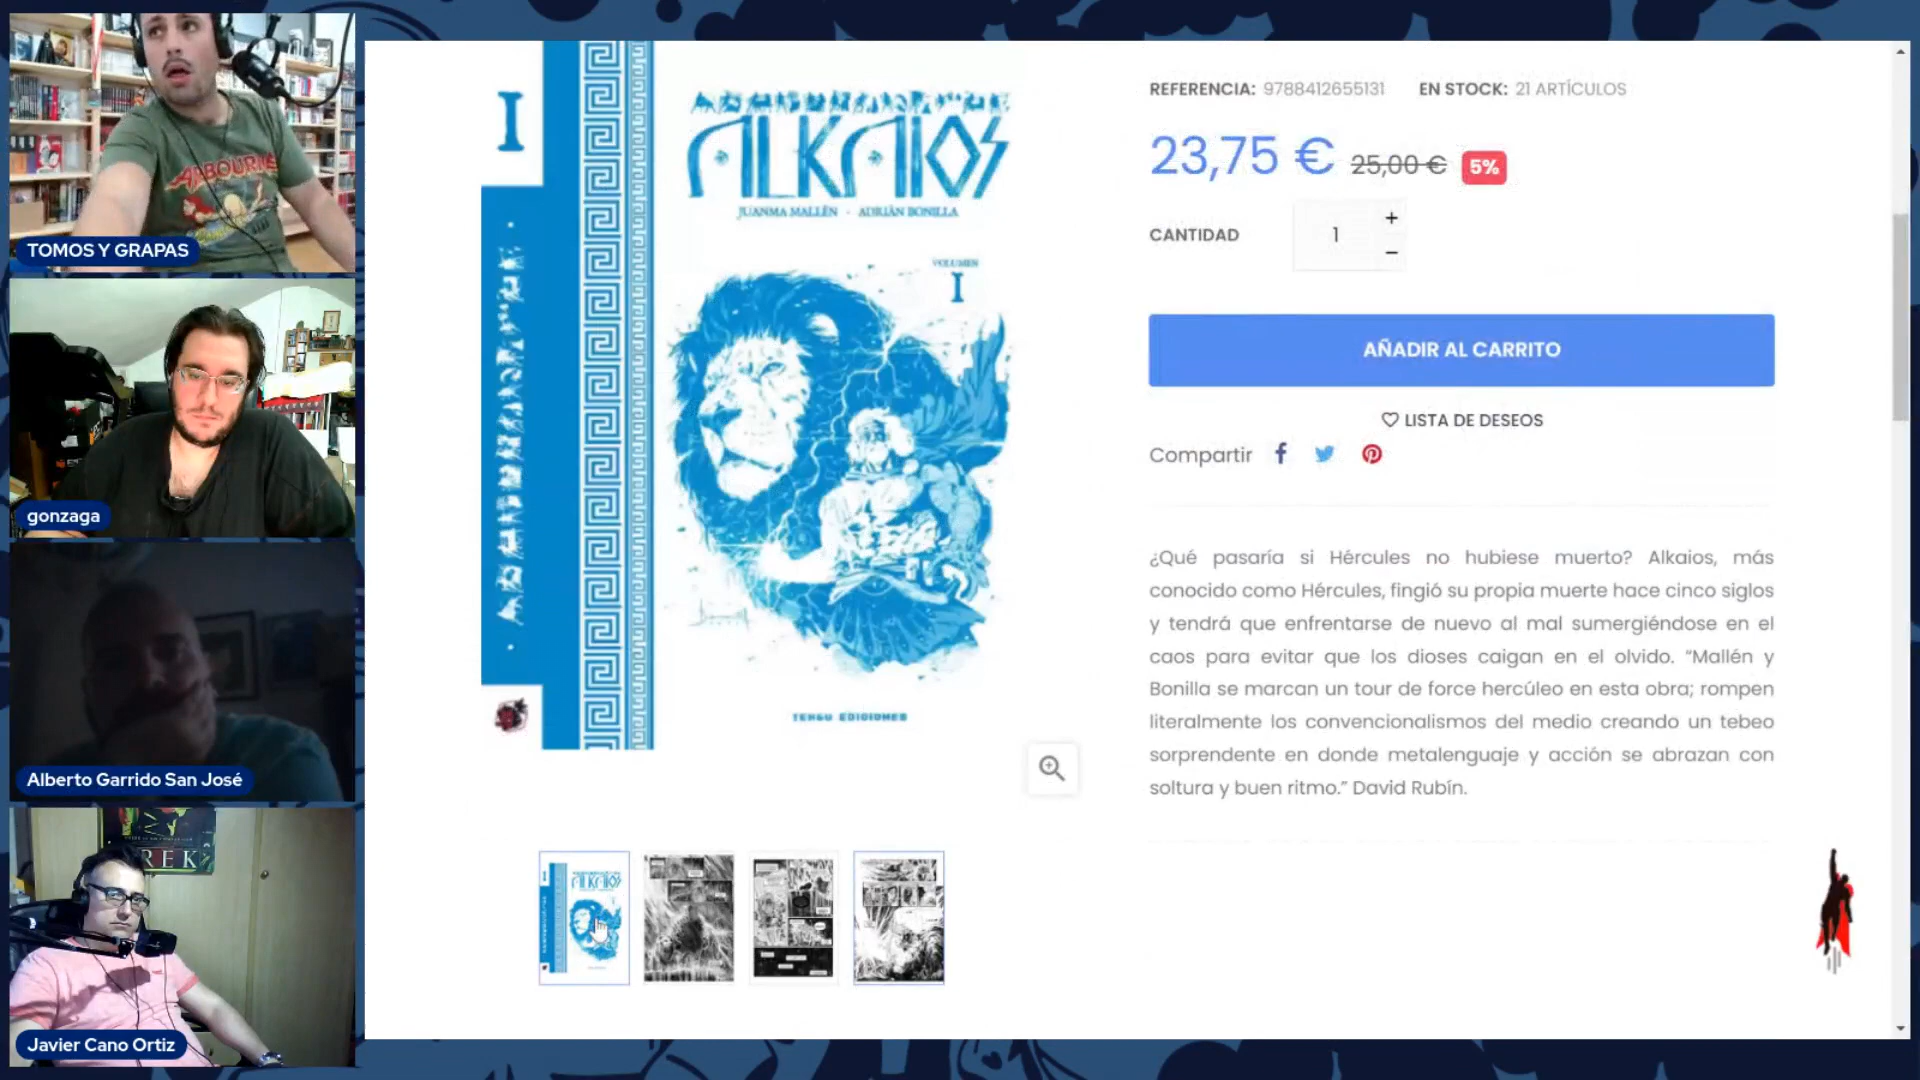 TOMOS Y GRAPAS
gonzaga
Alberto Garrido San José
REK
Javier Cano Ortiz
I
ALKAIOS
JUANMA MALLÉN · ADRIÁN BONILLA
VOLUMEN
I
TENGU EDICIONES
REFERENCIA: 9788412655131 EN STOCK: 21 ARTÍCULOS
23,75 € 25,00 € 5%
CANTIDAD 1 + −
AÑADIR AL CARRITO
LISTA DE DESEOS
Compartir
¿Qué pasaría si Hércules no hubiese muerto? Alkaios, más
conocido como Hércules, fingió su propia muerte hace cinco siglos
y tendrá que enfrentarse de nuevo al mal sumergiéndose en el
caos para evitar que los dioses caigan en el olvido. “Mallén y
Bonilla se marcan un tour de force hercúleo en esta obra; rompen
literalmente los convencionalismos del medio creando un tebeo
sorprendente en donde metalenguaje y acción se abrazan con
soltura y buen ritmo.” David Rubín.
ALKAIOS